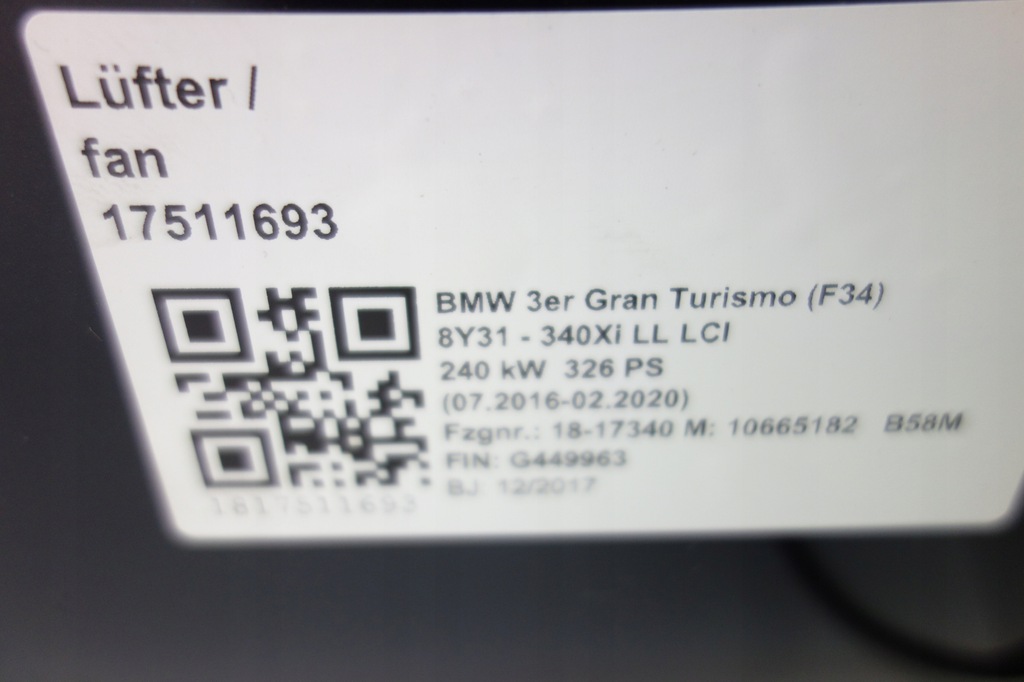 Lüfter /
fan
17511693
BMW 3er Gran Turismo (F34)
8Y31 - 340Xi LL LCI
240 kW 326 PS
(07.2016-02.2020)
Fzgnr.: 18-17340 M: 10665182 B58M
FIN: G449963
BJ: 12/2017
1817511693